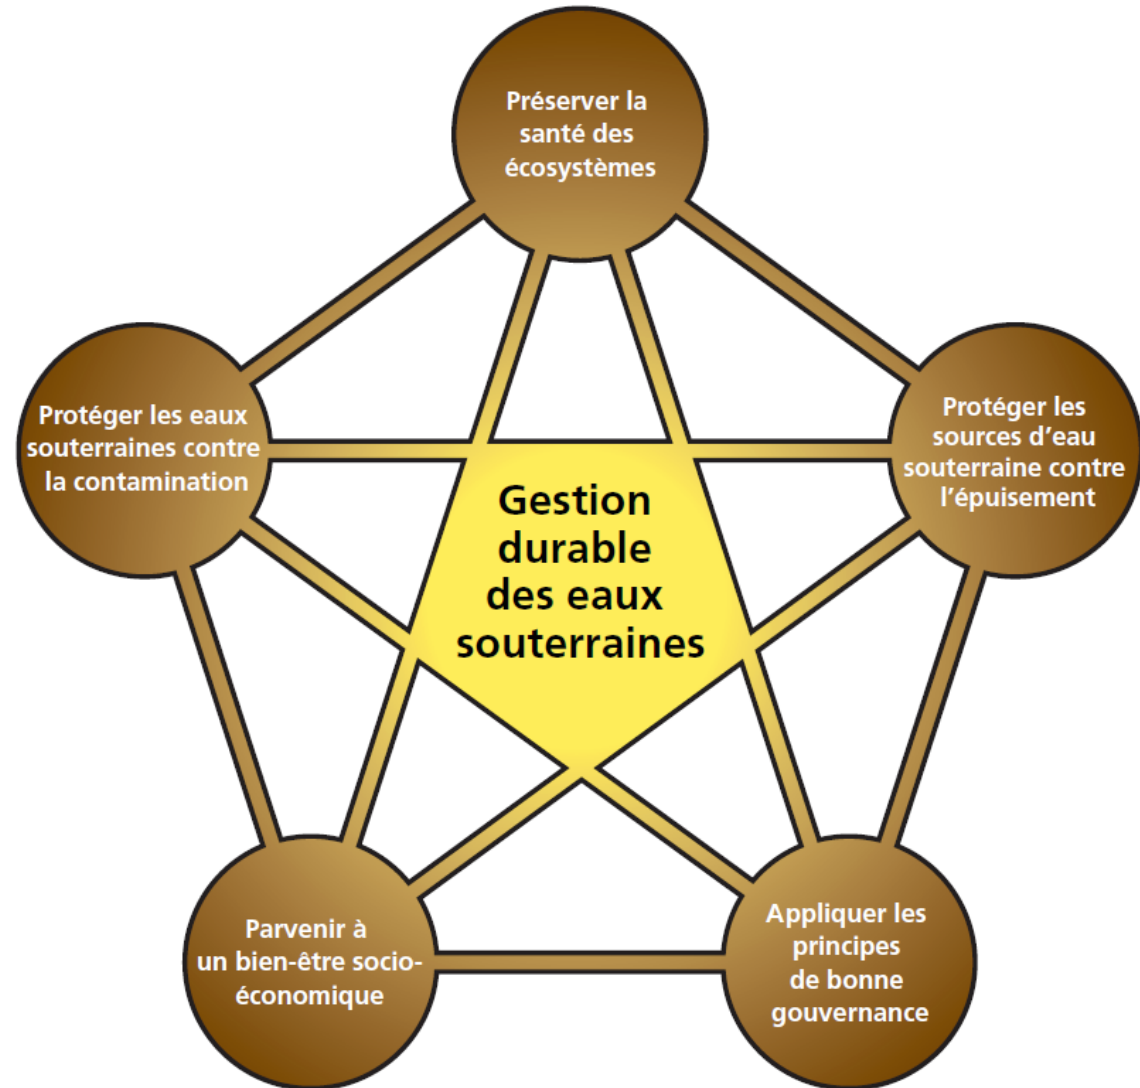 Préserver la
santé des
écosystèmes
Protéger les eaux
souterraines contre
la contamination
Protéger les
sources d'eau
souterraine contre
l'épuisement
Gestion
durable
des eaux
souterraines
Parvenir à
un bien-être socio-
économique
Appliquer les
principes
de bonne
gouvernance